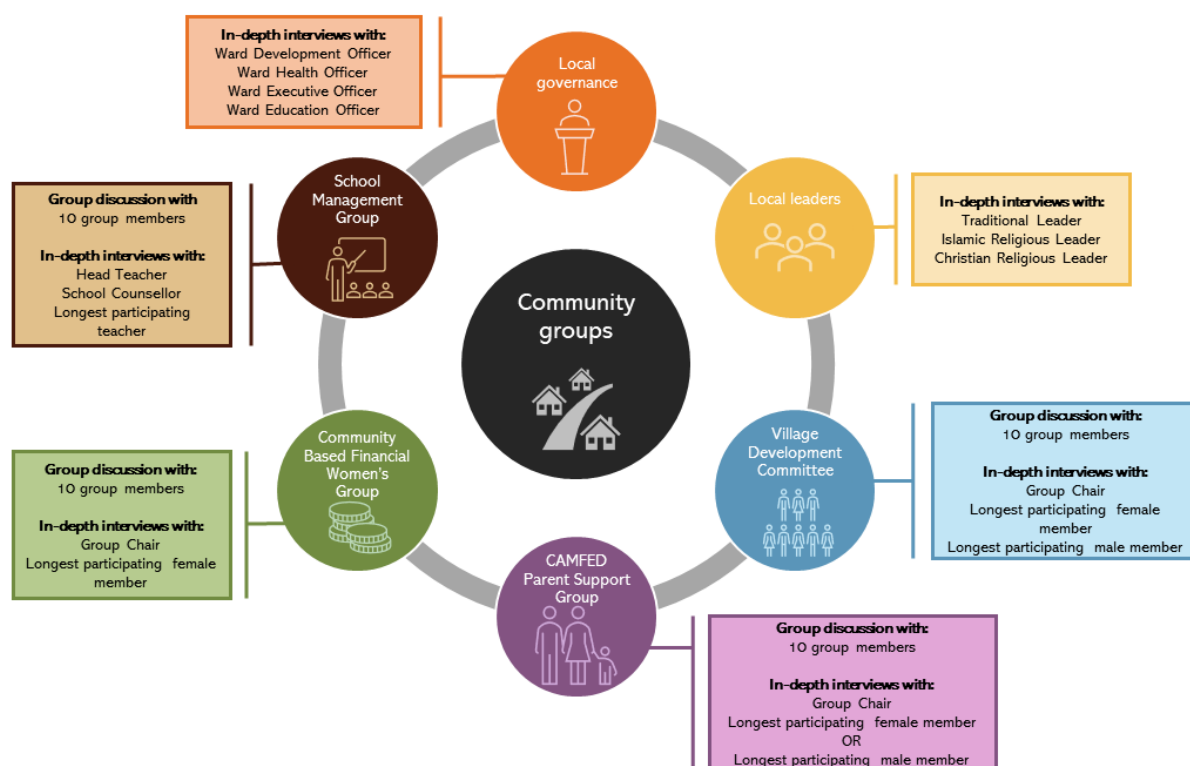 In-depth interviews with:
Ward Development Officer
Ward Health Officer
Ward Executive Officer
Ward Education Officer
Local
governance
School
Management
Group
Group discussion with
10 group members
In-depth interviews with:
Head Teacher
School Counsellor
Longest participating
teacher
Local leaders
In-depth interviews with:
Traditional Leader
Islamic Religious Leader
Christian Religious Leader
Community
groups
Community
Based Financial
Women's
Group
Group discussion with:
10 group members
In-depth interviews with:
Group Chair
Longest participating female
member
Village
Development
Committee
Group discussion with:
10 group members
In-depth interviews with:
Group Chair
Longest participating female
member
Longest participating male member
CAMFED
Parent Support
Group
Group discussion with:
10 group members
In-depth interviews with:
Group Chair
Longest participating female member
OR
Longest participating male member